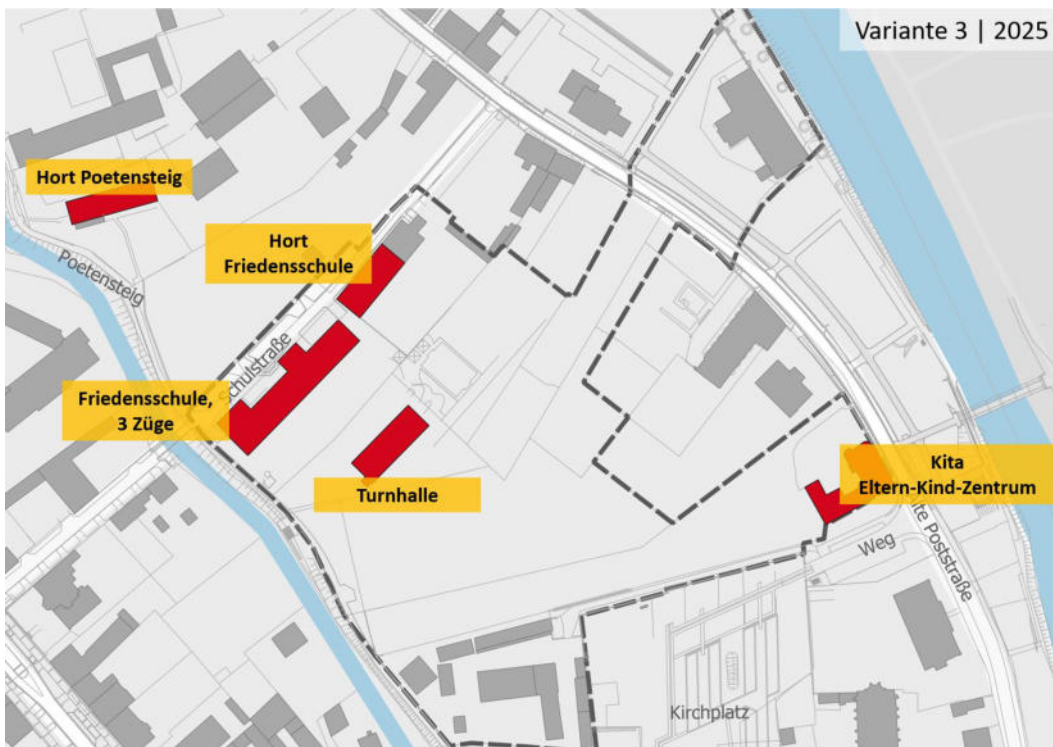 Variante 3 | 2025
Hort Poetensteig
Hort
Friedensschule
Poetensteig
Schulstraße
Friedensschule,
3 Züge
Turnhalle
Kita
Eltern-Kind-Zentrum
Poststraße
Weg
Kirchplatz